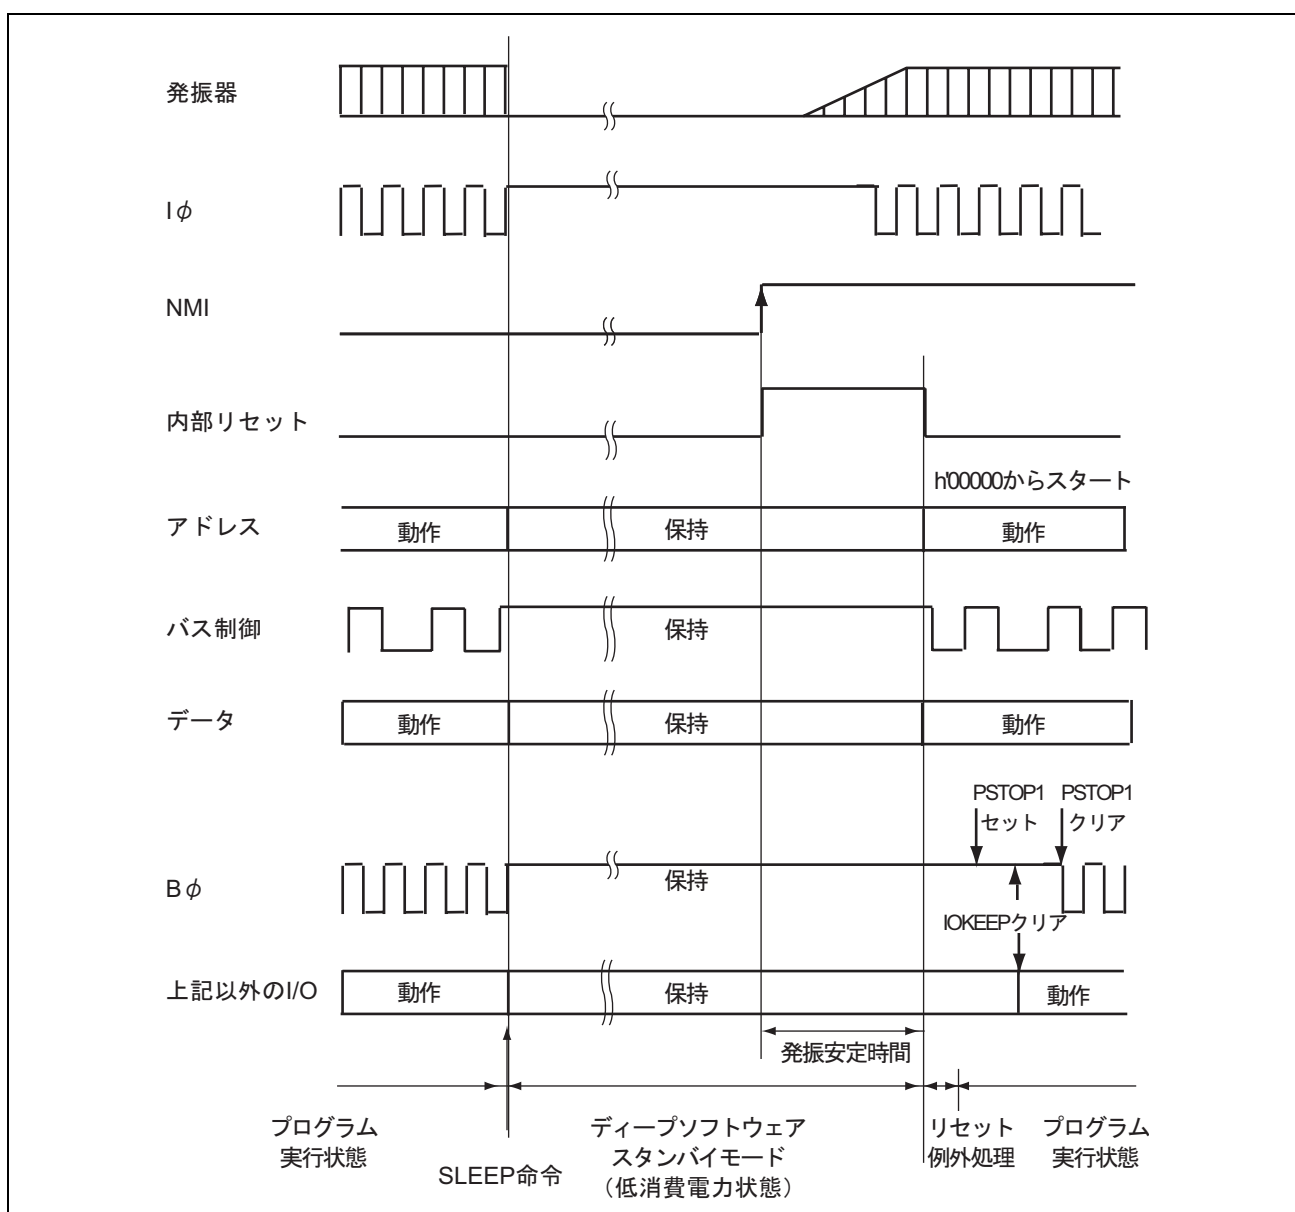 発振器
Iφ
NMI
内部リセット
h'00000からスタート
アドレス 動作 保持 動作
バス制御 保持
データ 動作 保持 動作
PSTOP1 PSTOP1
セット クリア
Bφ 保持
IOKEEPクリア
上記以外のI/O 動作 保持 動作
発振安定時間
プログラム
実行状態
SLEEP命令
ディープソフトウェア
スタンバイモード
（低消費電力状態）
リセット
例外処理
プログラム
実行状態